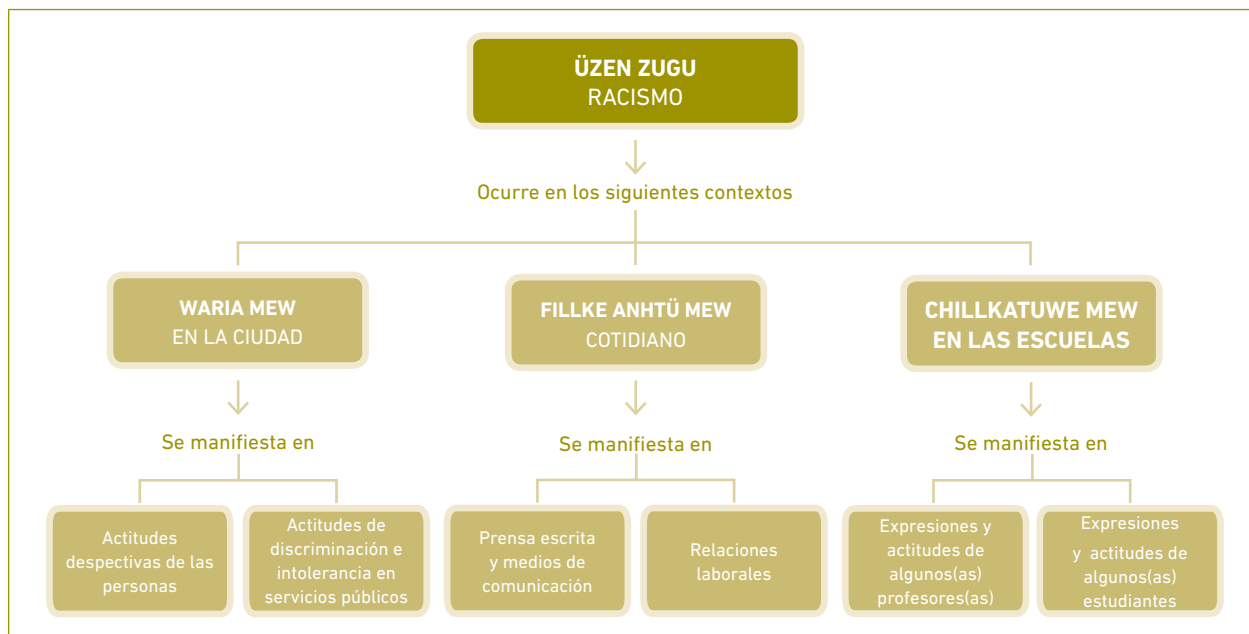 ÜZEN ZUGU
RACISMO
Ocurre en los siguientes contextos
WARIA MEW
EN LA CIUDAD
FILLKE ANHTÜ MEW
COTIDIANO
CHILLKATUWE MEW
EN LAS ESCUELAS
Se manifiesta en
Se manifiesta en
Se manifiesta en
Actitudes
despectivas de las
personas
Actitudes de
discriminación e
intolerancia en
servicios públicos
Prensa escrita
y medios de
comunicación
Relaciones
laborales
Expresiones y
actitudes de
algunos(as)
profesores(as)
Expresiones
y actitudes de
algunos(as)
estudiantes